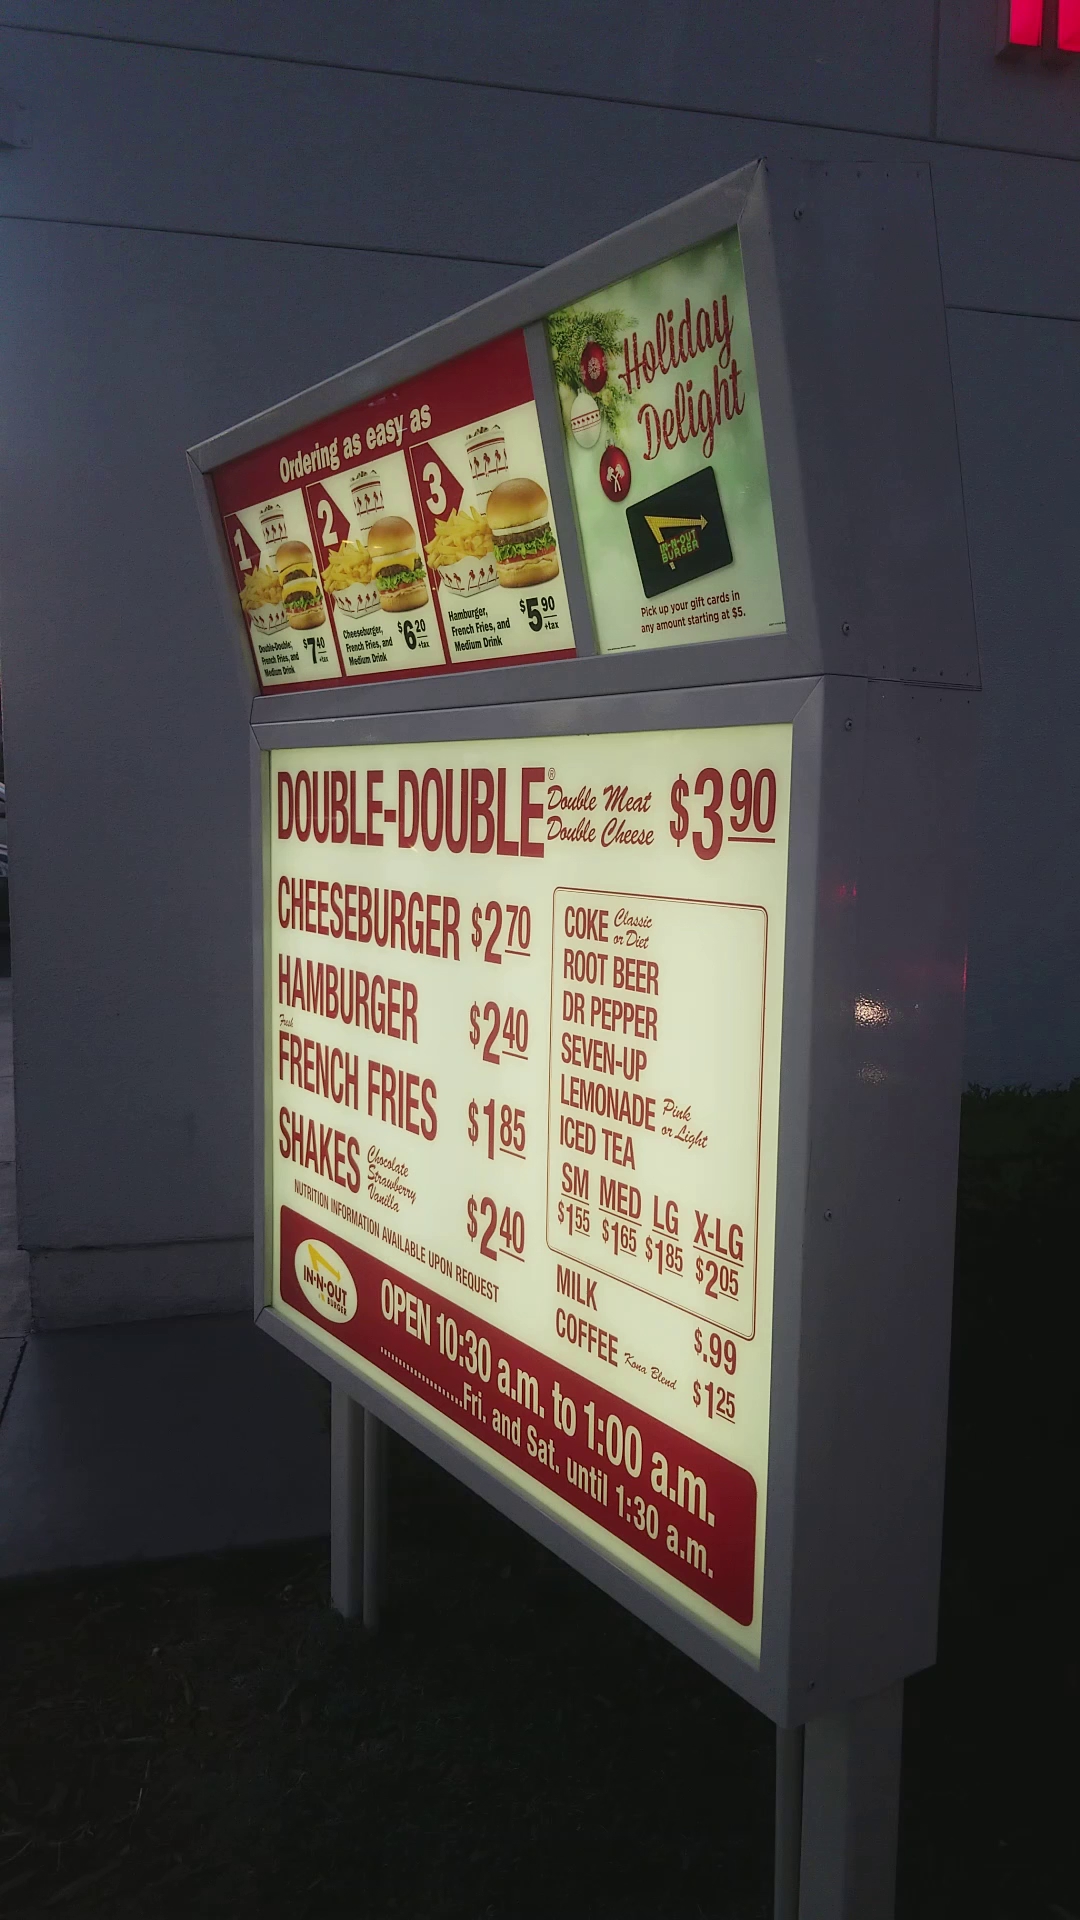 Ordering as easy as
1
Double-Double,
French Fries, and
Medium Drink
$7 40
+tax
2
Cheeseburger,
French Fries, and
Medium Drink
$6 20
+tax
3
Hamburger,
French Fries, and
Medium Drink
$5 90
+tax
Holiday
Delight
IN-N-OUT
BURGER
Pick up your gift cards in
any amount starting at $5.
DOUBLE-DOUBLE® Double Meat
Double Cheese $3 90
CHEESEBURGER $2 70
HAMBURGER $2 40
Fresh
FRENCH FRIES $1 85
SHAKES Chocolate
Strawberry
Vanilla
$2 40
NUTRITION INFORMATION AVAILABLE UPON REQUEST
COKE Classic
or Diet
ROOT BEER
DR PEPPER
SEVEN-UP
LEMONADE Pink
or Light
ICED TEA
SM MED LG X-LG
$1 55 $1 65 $1 85 $2 05
MILK $.99
COFFEE Kona Blend $1 25
IN-N-OUT
BURGER
OPEN 10:30 a.m. to 1:00 a.m.
..................Fri. and Sat. until 1:30 a.m.